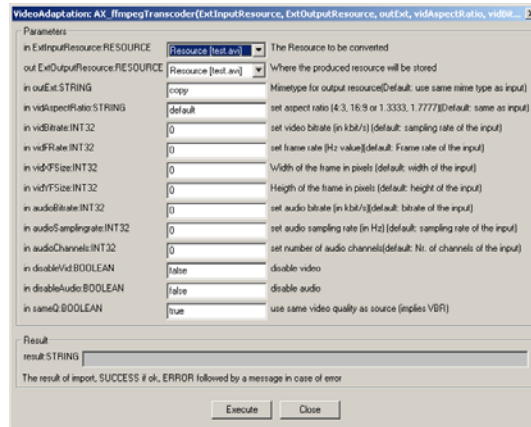 VideoAdaptation: AX_ffmpegTranscoder(ExtInputResource, ExtOutputResource, outExt, vidAspectRatio, vidBit...
Parameters
in ExtInputResource:RESOURCE Resource [test.avi] The Resource to be converted
out ExtOutputResource:RESOURCE Resource [test.avi] Where the produced resource will be stored
in outExt:STRING copy Mimetype for output resource(Default: use same mime type as input)
in vidAspectRatio:STRING default set aspect ratio (4:3, 16:9 or 1.3333, 1.7777)(Default: same as input)
in vidBitrate:INT32 0 set video bitrate (in kbit/s) (default: sampling rate of the input)
in vidFRate:INT32 0 set frame rate (Hz value)(default: Frame rate of the input)
in vidXFSize:INT32 0 Width of the frame in pixels (default: width of the input)
in vidYFSize:INT32 0 Heigth of the frame in pixels (default: height of the input)
in audioBitrate:INT32 0 set audio bitrate (in kbit/s)(default: bitrate of the input)
in audioSamplingrate:INT32 0 set audio sampling rate (in Hz) (default: sampling rate of the input)
in audioChannels:INT32 0 set number of audio channels(default: Nr. of channels of the input)
in disableVid:BOOLEAN false disable video
in disableAudio:BOOLEAN false disable audio
in sameQ:BOOLEAN true use same video quality as source (implies VBR)
Result
result:STRING
The result of import, SUCCESS if ok, ERROR followed by a message in case of error
Execute Close